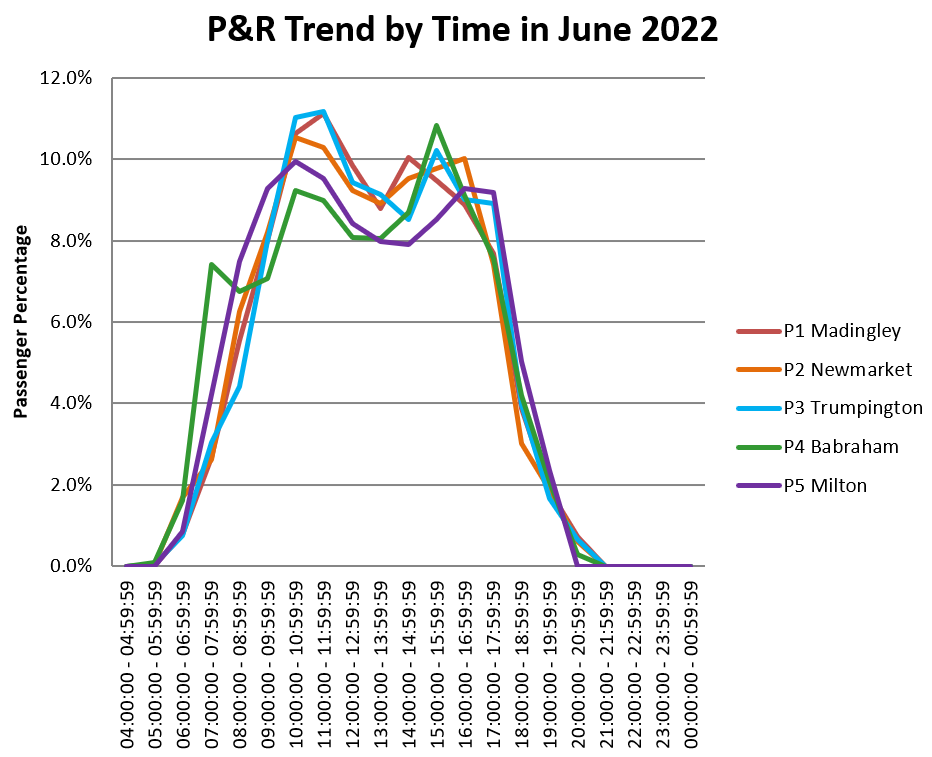 P&R Trend by Time in June 2022
Passenger Percentage
12.0%
10.0%
8.0%
6.0%
4.0%
2.0%
0.0%
04:00:00 - 04:59:59
05:00:00 - 05:59:59
06:00:00 - 06:59:59
07:00:00 - 07:59:59
08:00:00 - 08:59:59
09:00:00 - 09:59:59
10:00:00 - 10:59:59
11:00:00 - 11:59:59
12:00:00 - 12:59:59
13:00:00 - 13:59:59
14:00:00 - 14:59:59
15:00:00 - 15:59:59
16:00:00 - 16:59:59
17:00:00 - 17:59:59
18:00:00 - 18:59:59
19:00:00 - 19:59:59
20:00:00 - 20:59:59
21:00:00 - 21:59:59
22:00:00 - 22:59:59
23:00:00 - 23:59:59
00:00:00 - 00:59:59
P1 Madingley
P2 Newmarket
P3 Trumpington
P4 Babraham
P5 Milton